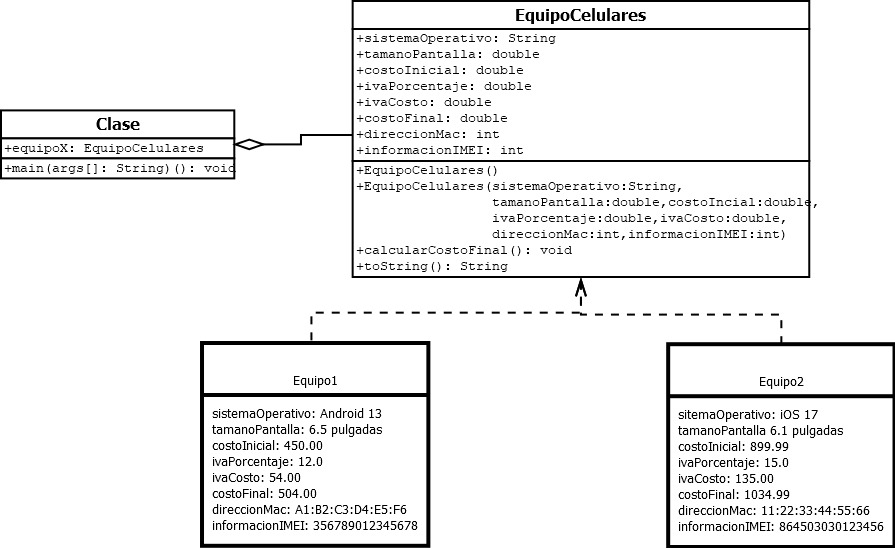 EquipoCelulares
+sistemaOperativo: String
+tamanoPantalla: double
+costoInicial: double
+ivaPorcentaje: double
+ivaCosto: double
+costoFinal: double
+direccionMac: int
+informacionIMEI: int
+EquipoCelulares()
+EquipoCelulares(sistemaOperativo:String,
tamanoPantalla:double,costoIncial:double,
ivaPorcentaje:double,ivaCosto:double,
direccionMac:int,informacionIMEI:int)
+calcularCostoFinal(): void
+toString(): String
Clase
+equipoX: EquipoCelulares
+main(args[]: String)(): void
Equipo1
sistemaOperativo: Android 13
tamanoPantalla: 6.5 pulgadas
costoInicial: 450.00
ivaPorcentaje: 12.0
ivaCosto: 54.00
costoFinal: 504.00
direccionMac: A1:B2:C3:D4:E5:F6
informacionIMEI: 356789012345678
Equipo2
sitemaOperativo: iOS 17
tamanoPantalla 6.1 pulgadas
costoInicial: 899.99
ivaPorcentaje: 15.0
ivaCosto: 135.00
costoFinal: 1034.99
direccionMac: 11:22:33:44:55:66
informacionIMEI: 864503030123456